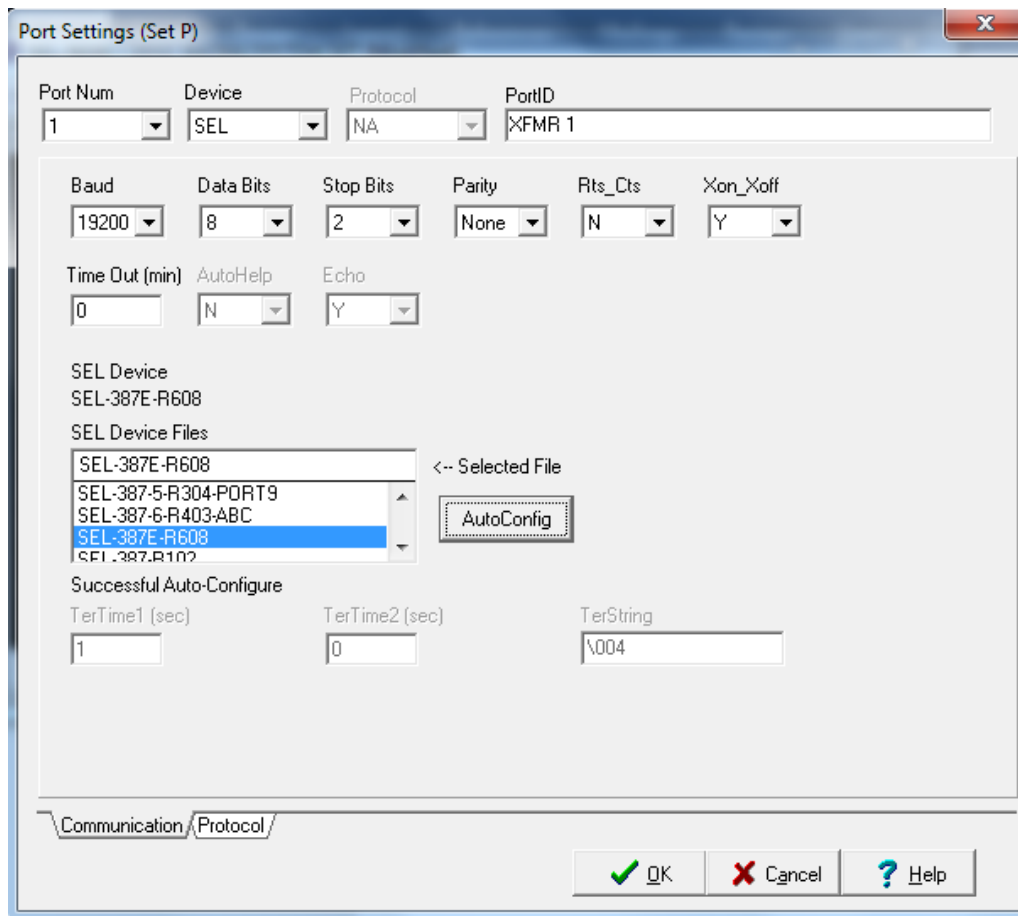 Port Settings (Set P)
Port Num Device Protocol PortID
1 SEL NA XFMR 1
Baud Data Bits Stop Bits Parity Rts_Cts Xon_Xoff
19200 8 2 None N Y
Time Out (min) AutoHelp Echo
0 N Y
SEL Device
SEL-387E-R608
SEL Device Files
SEL-387E-R608 <-- Selected File
SEL-387-5-R304-PORT9
SEL-387-6-R403-ABC
AutoConfig
SEL-387E-R608
SEL-387-R102
Successful Auto-Configure
TerTime1 (sec) TerTime2 (sec) TerString
1 0 \004
Communication Protocol
OK Cancel Help